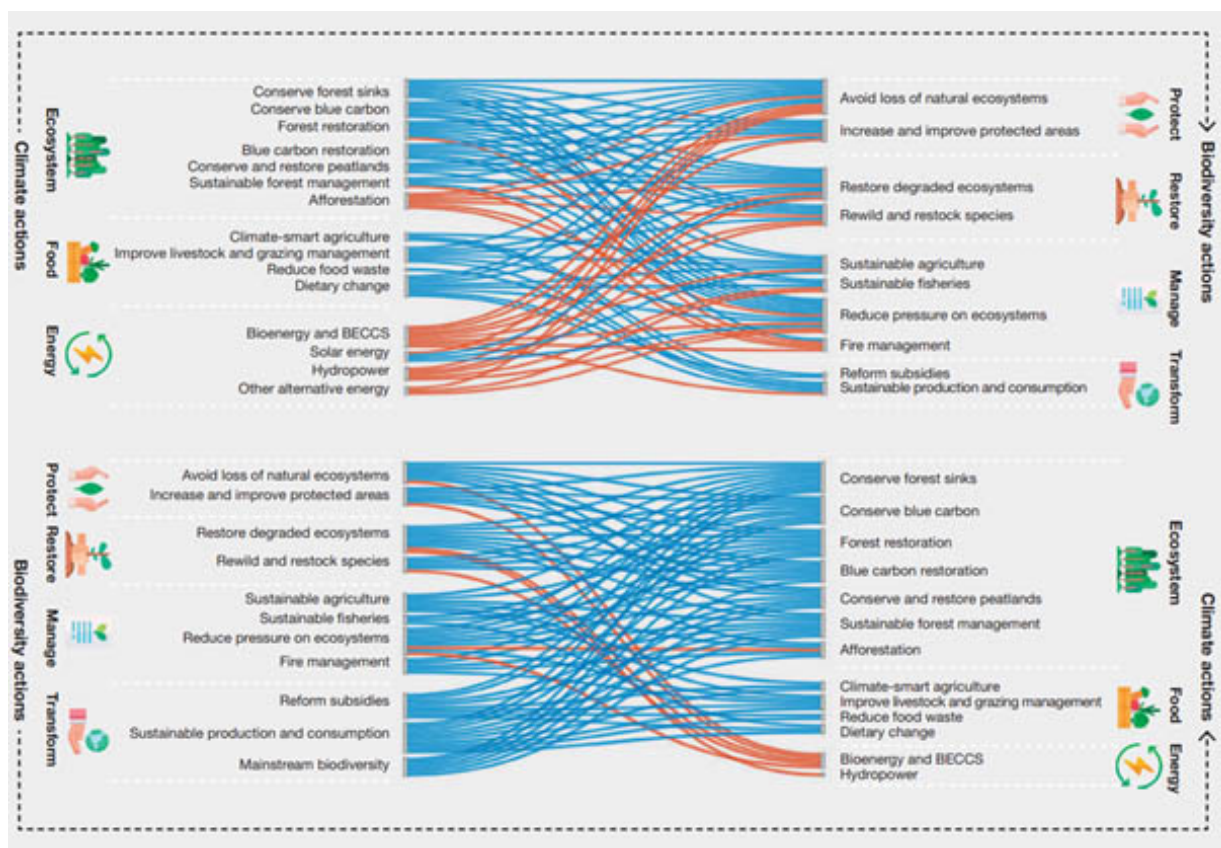 Climate actions
Ecosystem
Conserve forest sinks
Conserve blue carbon
Forest restoration
Blue carbon restoration
Conserve and restore peatlands
Sustainable forest management
Afforestation
Food
Climate-smart agriculture
Improve livestock and grazing management
Reduce food waste
Dietary change
Energy
Bioenergy and BECCS
Solar energy
Hydropower
Other alternative energy
Biodiversity actions
Protect
Avoid loss of natural ecosystems
Increase and improve protected areas
Restore
Restore degraded ecosystems
Rewild and restock species
Manage
Sustainable agriculture
Sustainable fisheries
Reduce pressure on ecosystems
Fire management
Transform
Reform subsidies
Sustainable production and consumption
Biodiversity actions
Protect
Avoid loss of natural ecosystems
Increase and improve protected areas
Restore
Restore degraded ecosystems
Rewild and restock species
Manage
Sustainable agriculture
Sustainable fisheries
Reduce pressure on ecosystems
Fire management
Transform
Reform subsidies
Sustainable production and consumption
Mainstream biodiversity
Climate actions
Ecosystem
Conserve forest sinks
Conserve blue carbon
Forest restoration
Blue carbon restoration
Conserve and restore peatlands
Sustainable forest management
Afforestation
Food
Climate-smart agriculture
Improve livestock and grazing management
Reduce food waste
Dietary change
Energy
Bioenergy and BECCS
Hydropower